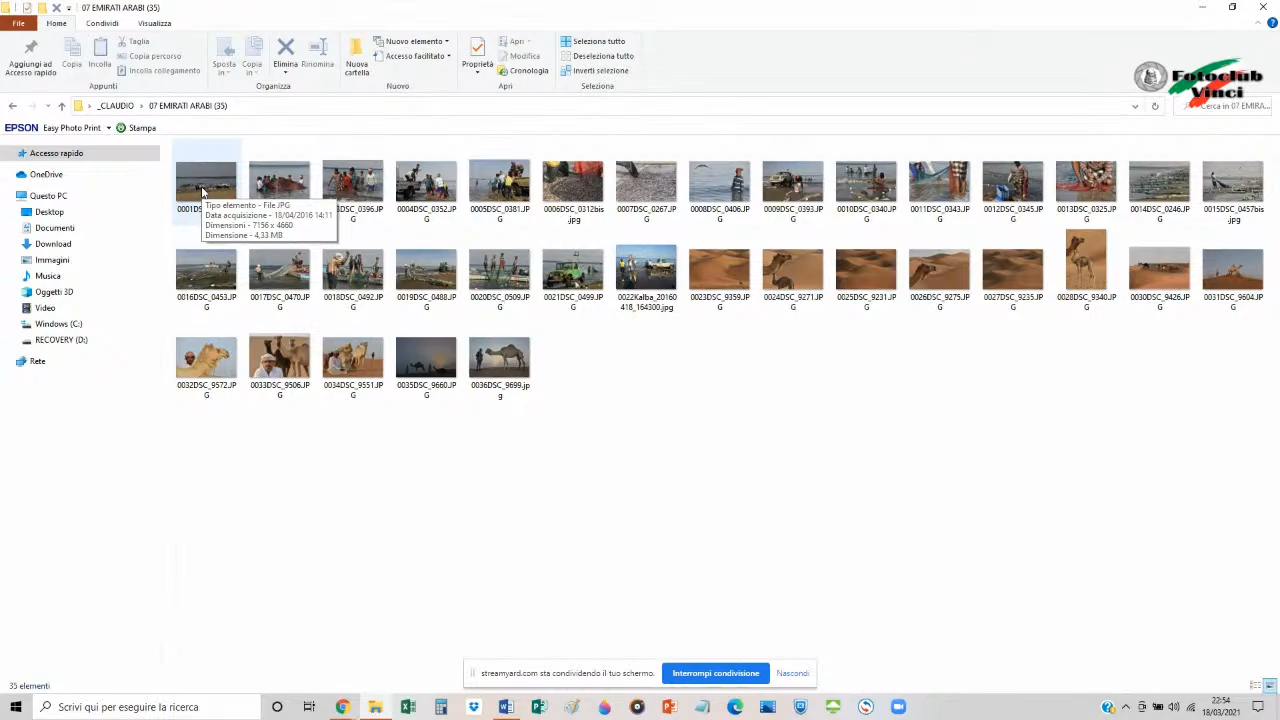 07 EMIRATI ARABI (35)
File Home Condividi Visualizza
Aggiungi ad Accesso rapido
Copia
Incolla
Taglia
Copia percorso
Incolla collegamento
Sposta in
Copia in
Elimina
Rinomina
Nuova cartella
Nuovo elemento
Accesso facilitato
Proprietà
Apri
Modifica
Cronologia
Seleziona tutto
Deseleziona tutto
Inverti selezione
Appunti Organizza Nuovo Apri Selezione
Fotoclub
Vinci
_CLAUDIO > 07 EMIRATI ARABI (35)
Cerca in 07 EMIRA...
EPSON Easy Photo Print Stampa
Accesso rapido
OneDrive
Questo PC
Desktop
Documenti
Download
Immagini
Musica
Oggetti 3D
Video
Windows (C:)
RECOVERY (D:)
Rete
Tipo elemento - File JPG
Data acquisizione - 18/04/2016 14:11
Dimensioni - 7156 x 4660
Dimensione - 4,33 MB
0004DSC_0352.JPG
0005DSC_0381.JPG
0006DSC_0312bis.jpg
0007DSC_0267.JPG
0008DSC_0406.JPG
0009DSC_0393.JPG
0010DSC_0340.JPG
0011DSC_0343.JPG
0012DSC_0345.JPG
0013DSC_0325.JPG
0014DSC_0246.JPG
0015DSC_0457bis.jpg
0016DSC_0453.JPG
0017DSC_0470.JPG
0018DSC_0492.JPG
0019DSC_0488.JPG
0020DSC_0509.JPG
0021DSC_0499.JPG
0022Kalba_20160418_164300.jpg
0023DSC_9359.JPG
0024DSC_9271.JPG
0025DSC_9231.JPG
0026DSC_9275.JPG
0027DSC_9235.JPG
0028DSC_9340.JPG
0030DSC_9426.JPG
0031DSC_9604.JPG
0032DSC_9572.JPG
0033DSC_9506.JPG
0034DSC_9551.JPG
0035DSC_9660.JPG
0036DSC_9699.jpg
35 elementi
streamyard.com sta condividendo il tuo schermo.
Interrompi condivisione
Nascondi
Scrivi qui per eseguire la ricerca
22:54
18/03/2021